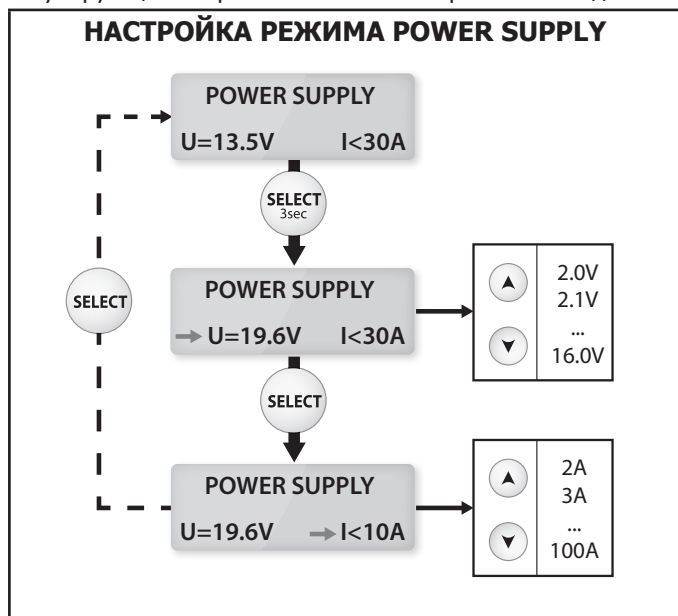 НАСТРОЙКА РЕЖИМА POWER SUPPLY
POWER SUPPLY
U=13.5V I<30A
SELECT
3sec
POWER SUPPLY
U=19.6V I<30A
2.0V
2.1V
...
16.0V
SELECT
SELECT
POWER SUPPLY
U=19.6V I<10A
2A
3A
...
100A